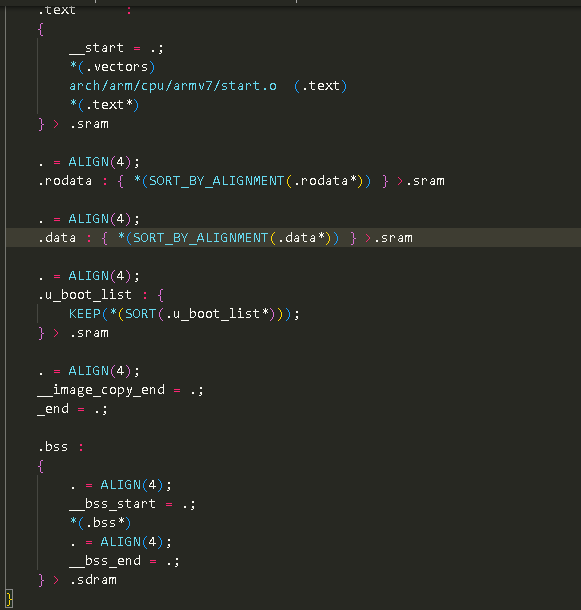 .text      :
{
    __start = .;
    *(.vectors)
    arch/arm/cpu/armv7/start.o  (.text)
    *(.text*)
} > .sram
. = ALIGN(4);
.rodata : { *(SORT_BY_ALIGNMENT(.rodata*)) } >.sram
. = ALIGN(4);
.data : { *(SORT_BY_ALIGNMENT(.data*)) } >.sram
. = ALIGN(4);
.u_boot_list : {
    KEEP(*(SORT(.u_boot_list*)));
} > .sram
. = ALIGN(4);
__image_copy_end = .;
_end = .;
.bss :
{
    . = ALIGN(4);
    __bss_start = .;
    *(.bss*)
    . = ALIGN(4);
    __bss_end = .;
} > .sdram
}